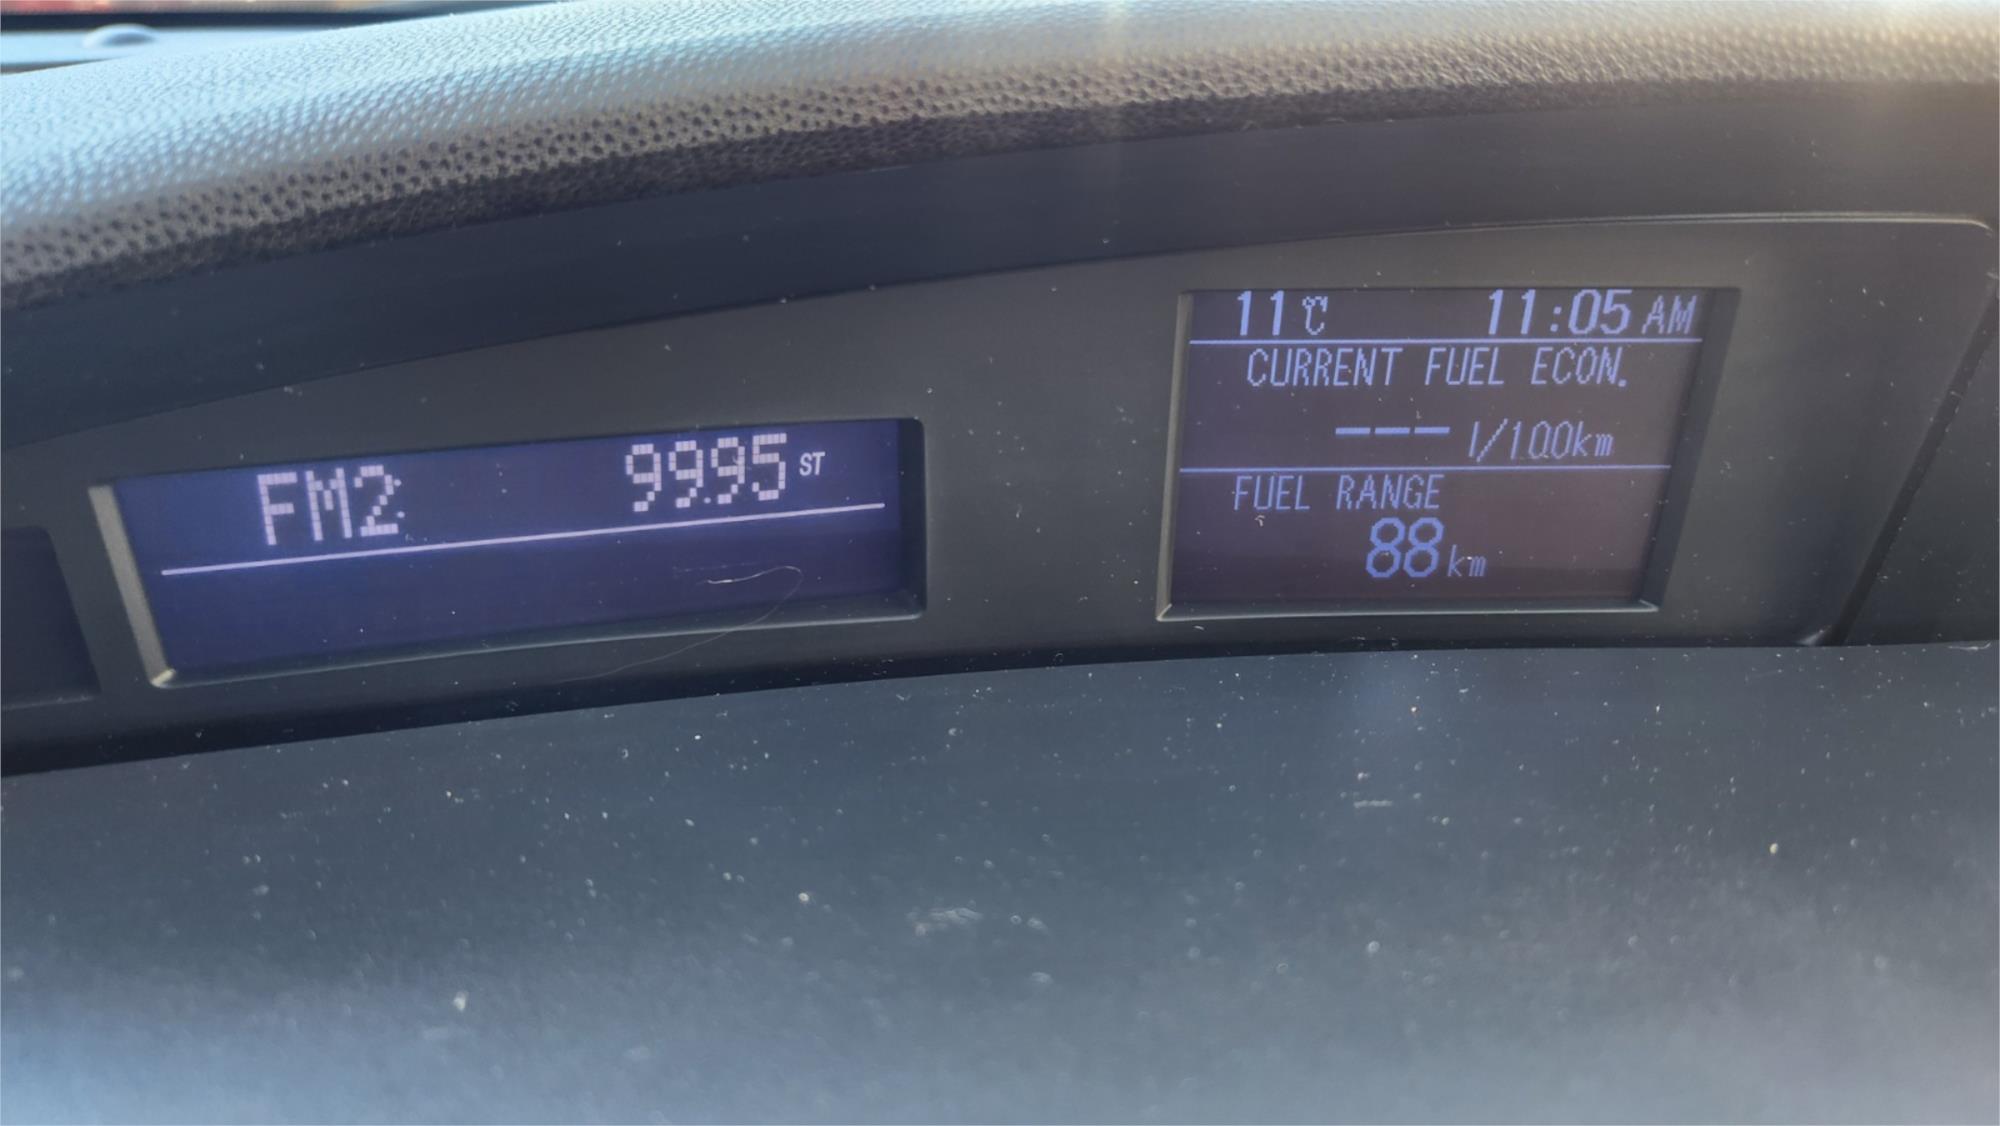 FM2 99.95 ST
11°C 11:05 AM
CURRENT FUEL ECON.
--- l/100km
FUEL RANGE
88 km